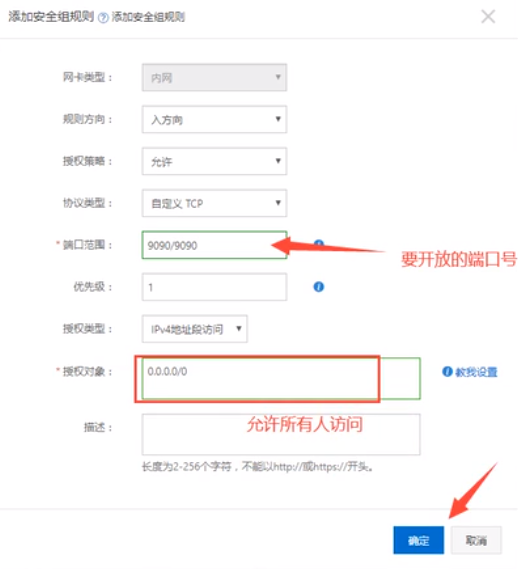 添加安全组规则 添加安全组规则
网卡类型： 内网
规则方向： 入方向
授权策略： 允许
协议类型： 自定义 TCP
* 端口范围： 9090/9090
要开放的端口号
优先级： 1
授权类型： IPv4地址段访问
* 授权对象： 0.0.0.0/0 教我设置
允许所有人访问
描述：
长度为2-256个字符，不能以http://或https://开头。
确定 取消